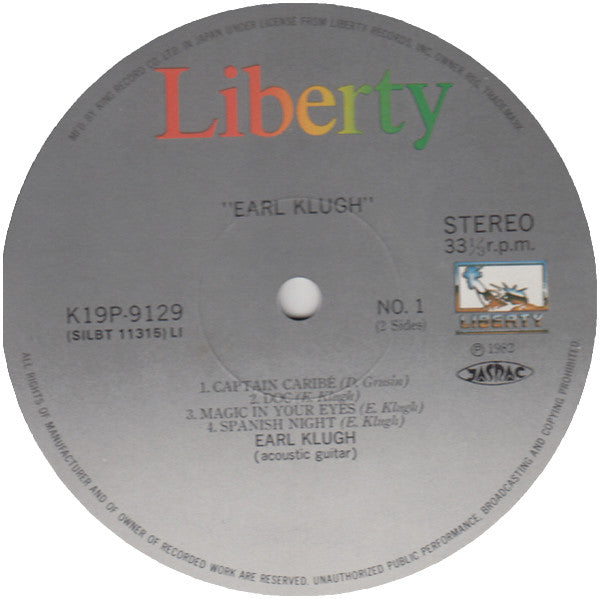 MFD. BY KING RECORD CO., LTD. IN JAPAN UNDER LICENSE FROM LIBERTY RECORDS, INC. OWNER REG. TRADEMARK.
Liberty
"EARL KLUGH"
STEREO
33⅓ r.p.m.
K19P-9129
(SILBT 11315) LI
NO. 1
(2 Sides)
LIBERTY
Ⓟ 1982
JASRAC
1. CAPTAIN CARIBE (D. Grusin)
2. DOC (E. Klugh)
3. MAGIC IN YOUR EYES (E. Klugh)
4. SPANISH NIGHT (E. Klugh)
EARL KLUGH
(acoustic guitar)
ALL RIGHTS OF MANUFACTURER AND OF OWNER OF RECORDED WORK ARE RESERVED. UNAUTHORIZED PUBLIC PERFORMANCE, BROADCASTING AND COPYING PROHIBITED.